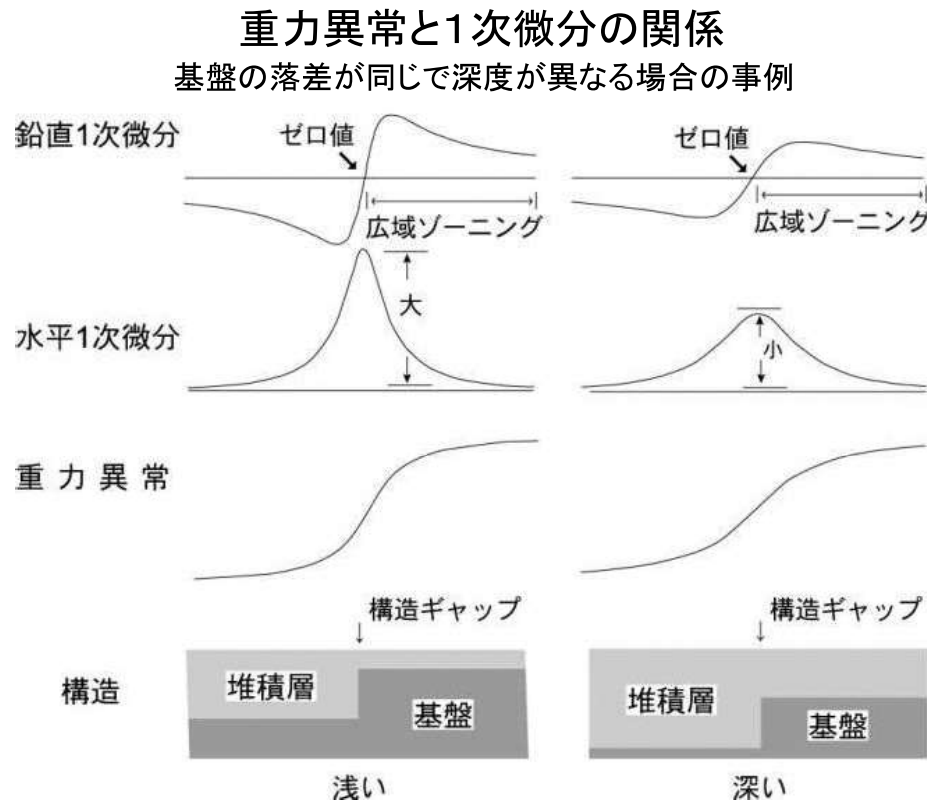 重力異常と1次微分の関係
基盤の落差が同じで深度が異なる場合の事例
鉛直1次微分
ゼロ値
ゼロ値
広域ゾーニング
広域ゾーニング
水平1次微分
大
小
重力異常
構造ギャップ
構造ギャップ
構造
堆積層
基盤
堆積層
基盤
浅い
深い